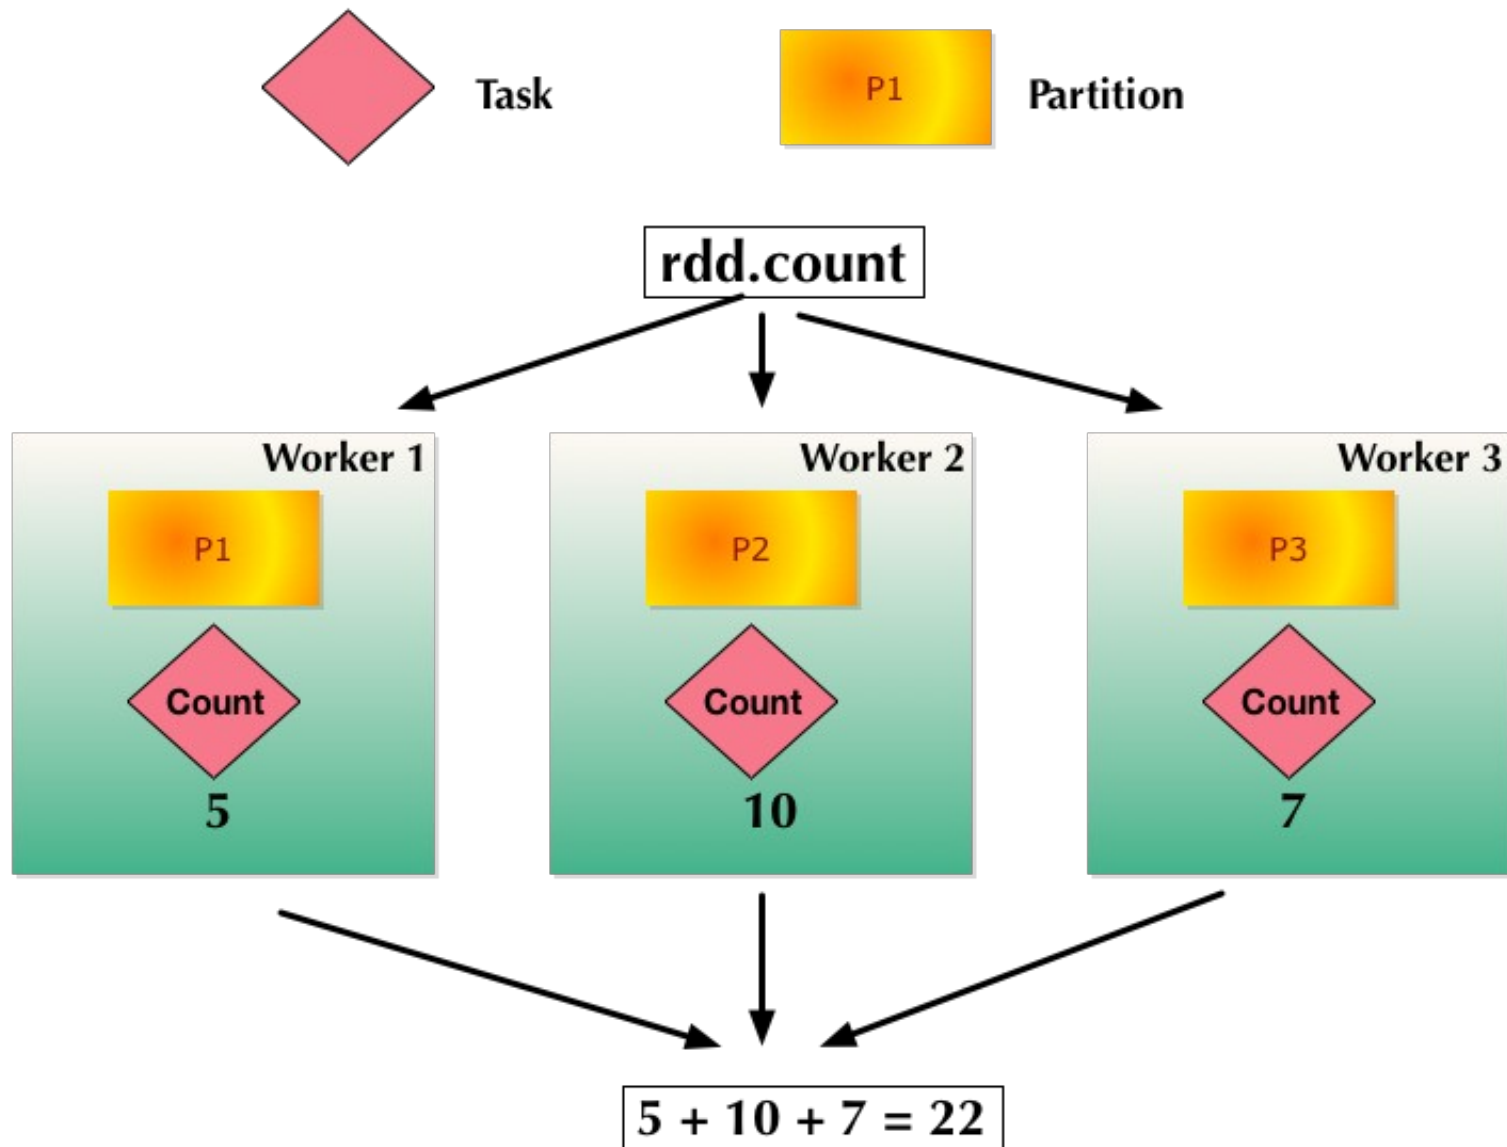 Task
P1
Partition
rdd.count
Worker 1
Worker 2
Worker 3
P1
P2
P3
Count
Count
Count
5
10
7
5 + 10 + 7 = 22